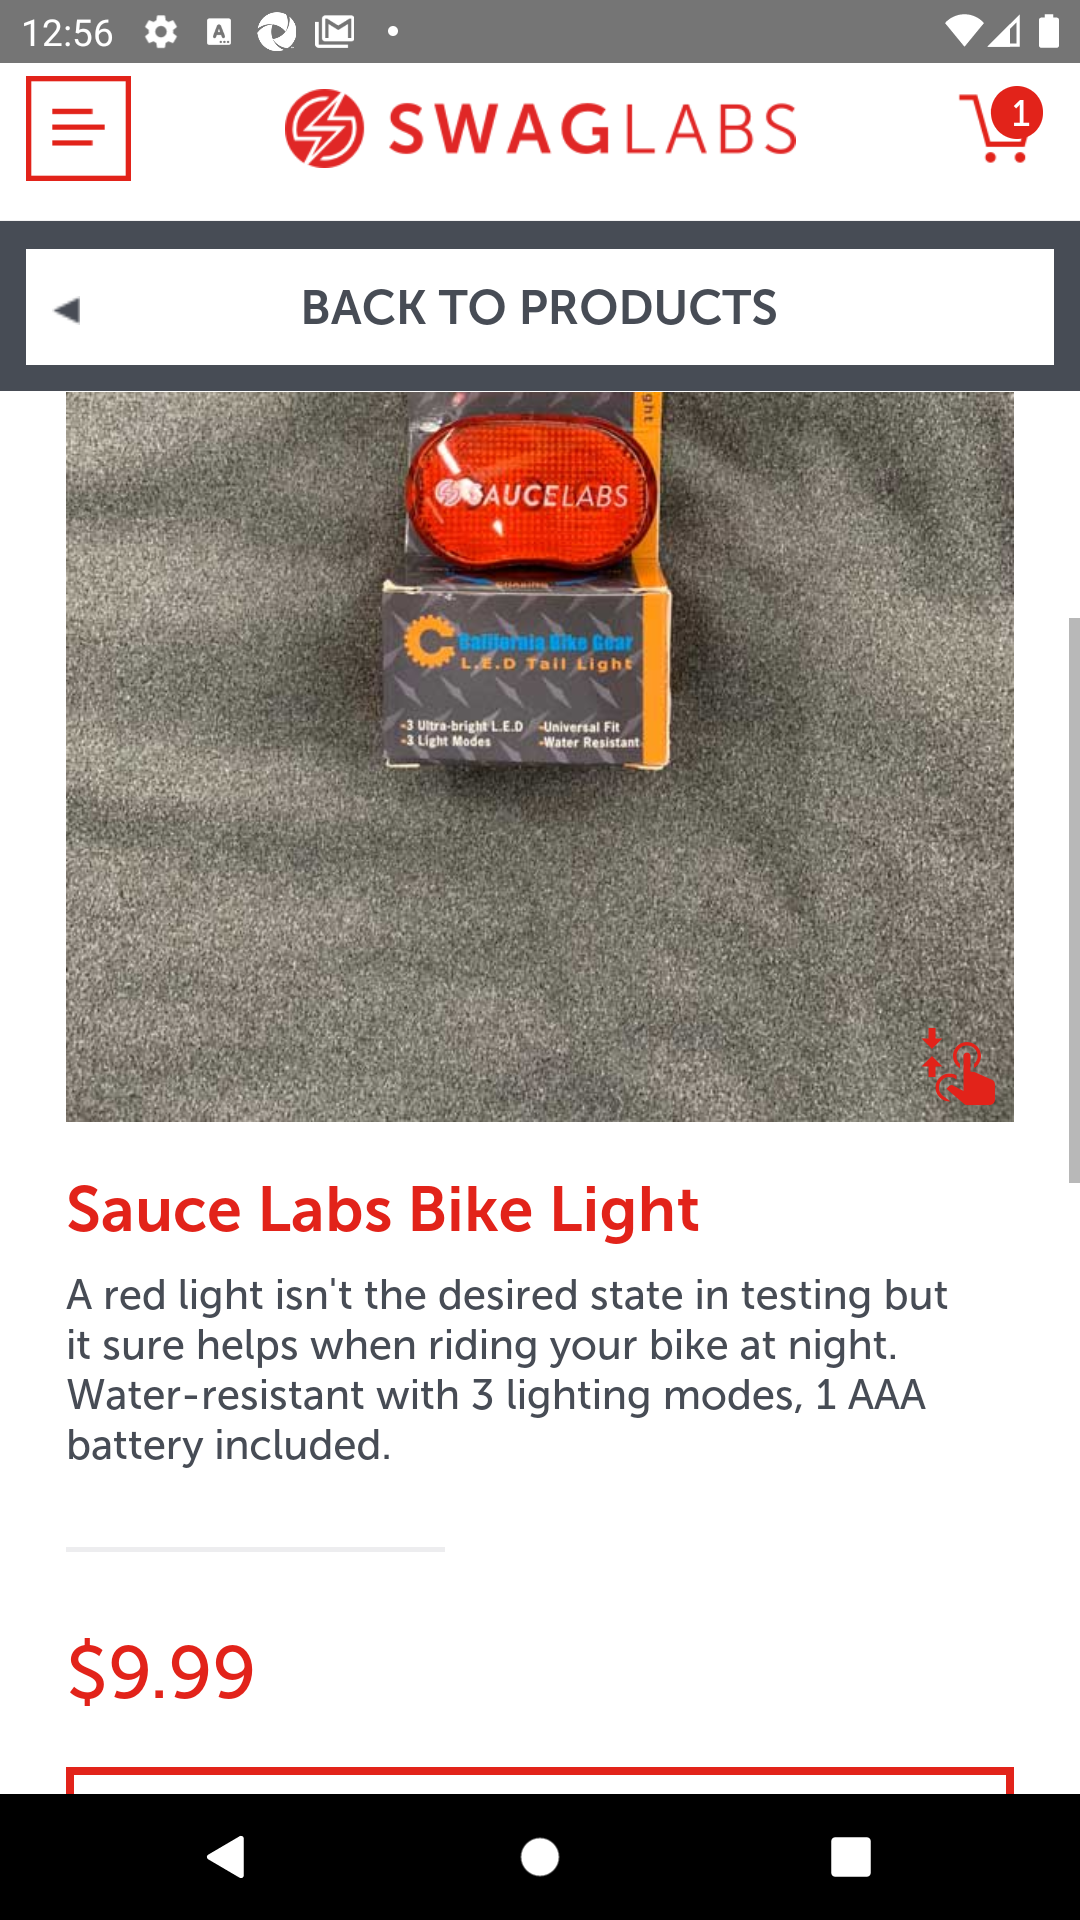 12:56
SWAGLABS
1
BACK TO PRODUCTS
ght
SAUCELABS
California Bike Gear
L.E.D Tail Light
-3 Ultra-bright L.E.D -Universal Fit
-3 Light Modes -Water Resistant
Sauce Labs Bike Light
A red light isn't the desired state in testing but
it sure helps when riding your bike at night.
Water-resistant with 3 lighting modes, 1 AAA
battery included.
$9.99